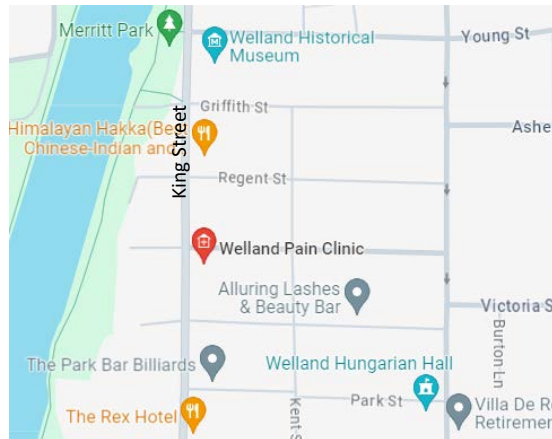 Merritt Park
Welland Historical
Museum
Young St
Griffith St
Himalayan Hakka(Be
Chinese-Indian and
King Street
Ashe
Regent St
Welland Pain Clinic
Alluring Lashes
& Beauty Bar
Victoria S
The Park Bar Billiards
Welland Hungarian Hall
Burton Ln
Park St
The Rex Hotel
Kent S
Villa De Re
Retiremen